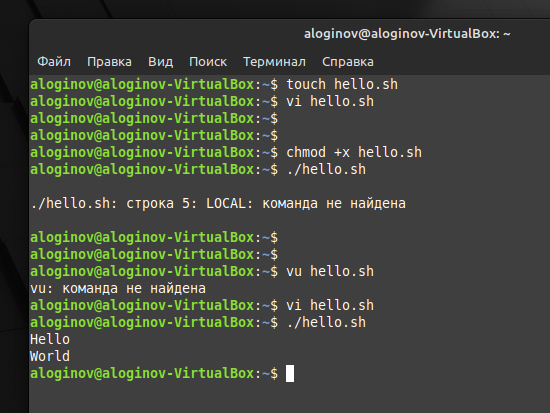 aloginov@aloginov-VirtualBox: ~
Файл Правка Вид Поиск Терминал Справка
aloginov@aloginov-VirtualBox:~$ touch hello.sh
aloginov@aloginov-VirtualBox:~$ vi hello.sh
aloginov@aloginov-VirtualBox:~$
aloginov@aloginov-VirtualBox:~$
aloginov@aloginov-VirtualBox:~$ chmod +x hello.sh
aloginov@aloginov-VirtualBox:~$ ./hello.sh
./hello.sh: строка 5: LOCAL: команда не найдена
aloginov@aloginov-VirtualBox:~$
aloginov@aloginov-VirtualBox:~$
aloginov@aloginov-VirtualBox:~$ vu hello.sh
vu: команда не найдена
aloginov@aloginov-VirtualBox:~$ vi hello.sh
aloginov@aloginov-VirtualBox:~$ ./hello.sh
Hello
World
aloginov@aloginov-VirtualBox:~$